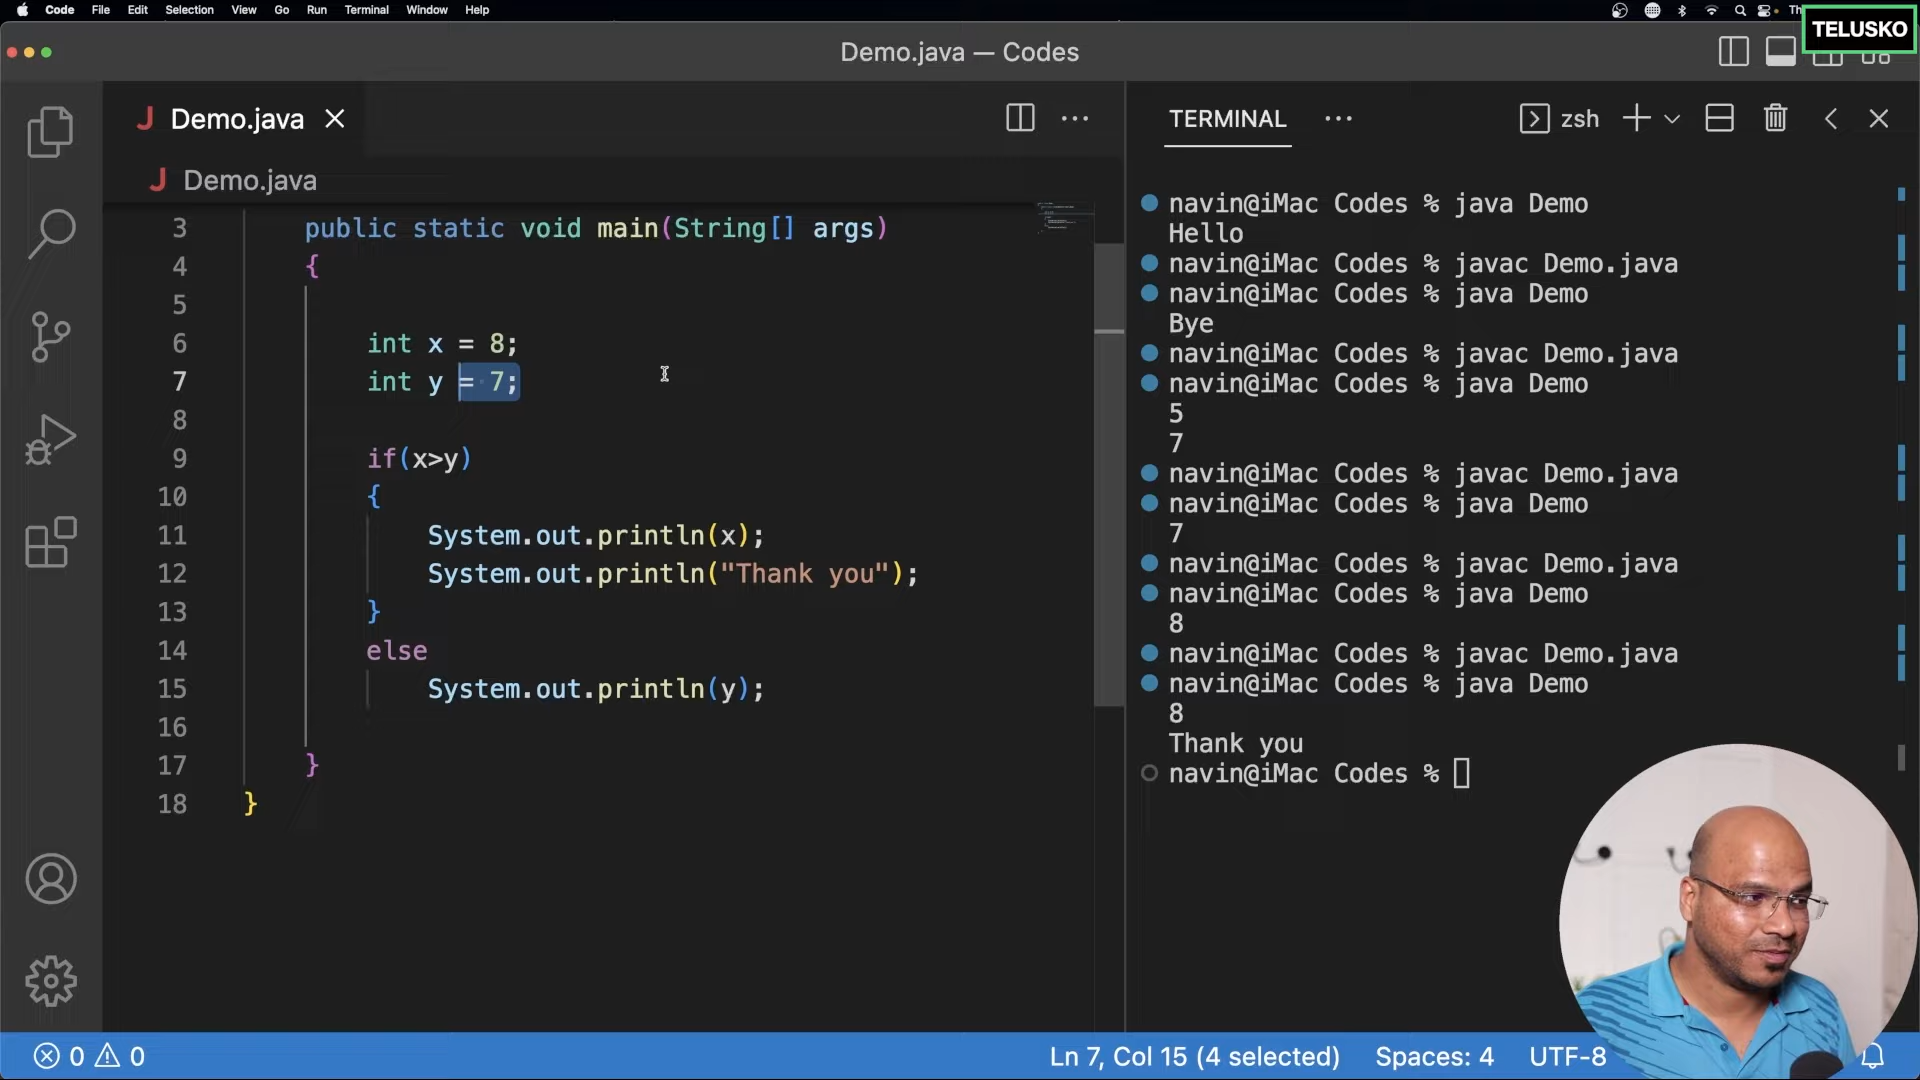 Code File Edit Selection View Go Run Terminal Window Help
TELUSKO
Demo.java — Codes
Demo.java
TERMINAL
zsh
Demo.java
3 public static void main(String[] args)
4 {
5
6 int x = 8;
7 int y = 7;
8
9 if(x>y)
10 {
11 System.out.println(x);
12 System.out.println("Thank you");
13 }
14 else
15 System.out.println(y);
16
17 }
18 }
navin@iMac Codes % java Demo
Hello
navin@iMac Codes % javac Demo.java
navin@iMac Codes % java Demo
Bye
navin@iMac Codes % javac Demo.java
navin@iMac Codes % java Demo
5
7
navin@iMac Codes % javac Demo.java
navin@iMac Codes % java Demo
7
navin@iMac Codes % javac Demo.java
navin@iMac Codes % java Demo
8
navin@iMac Codes % javac Demo.java
navin@iMac Codes % java Demo
8
Thank you
navin@iMac Codes %
0 0
Ln 7, Col 15 (4 selected) Spaces: 4 UTF-8